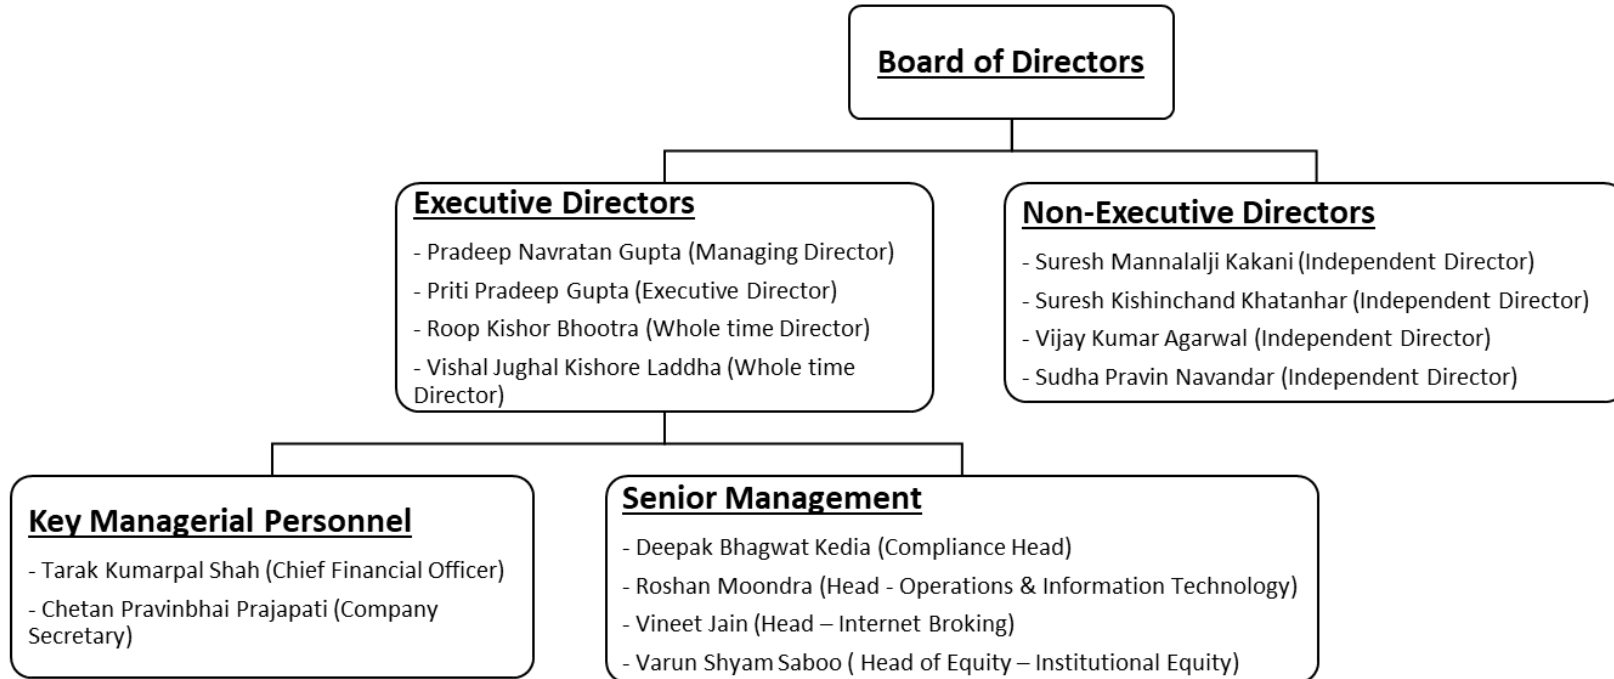 Board of Directors
Executive Directors
- Pradeep Navratan Gupta (Managing Director)
- Priti Pradeep Gupta (Executive Director)
- Roop Kishor Bhootra (Whole time Director)
- Vishal Jughal Kishore Laddha (Whole time
Director)
Non-Executive Directors
- Suresh Mannalalji Kakani (Independent Director)
- Suresh Kishinchand Khatanhar (Independent Director)
- Vijay Kumar Agarwal (Independent Director)
- Sudha Pravin Navandar (Independent Director)
Key Managerial Personnel
- Tarak Kumarpal Shah (Chief Financial Officer)
- Chetan Pravinbhai Prajapati (Company
Secretary)
Senior Management
- Deepak Bhagwat Kedia (Compliance Head)
- Roshan Moondra (Head - Operations & Information Technology)
- Vineet Jain (Head – Internet Broking)
- Varun Shyam Saboo ( Head of Equity – Institutional Equity)